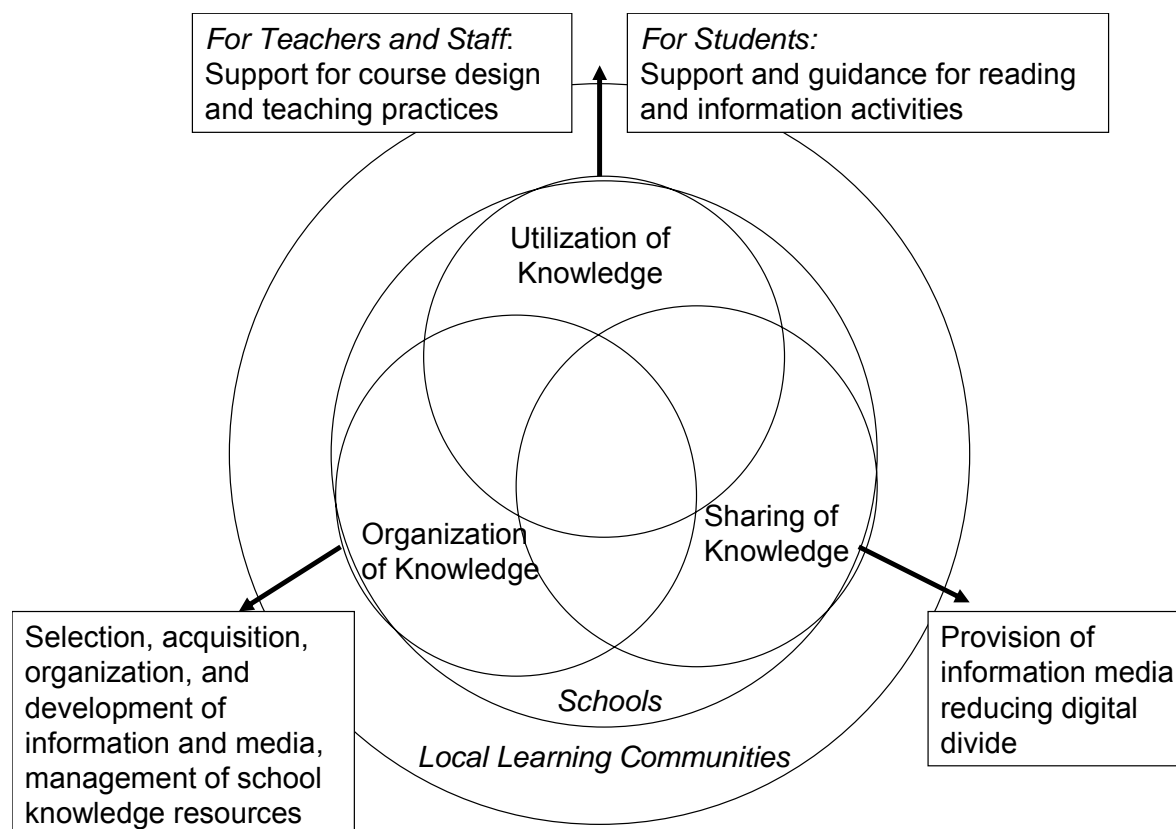 For Teachers and Staff:
Support for course design
and teaching practices
For Students:
Support and guidance for reading
and information activities
Utilization of
Knowledge
Organization
of Knowledge
Sharing of
Knowledge
Selection, acquisition,
organization, and
development of
information and media,
management of school
knowledge resources
Provision of
information media
reducing digital
divide
Schools
Local Learning Communities